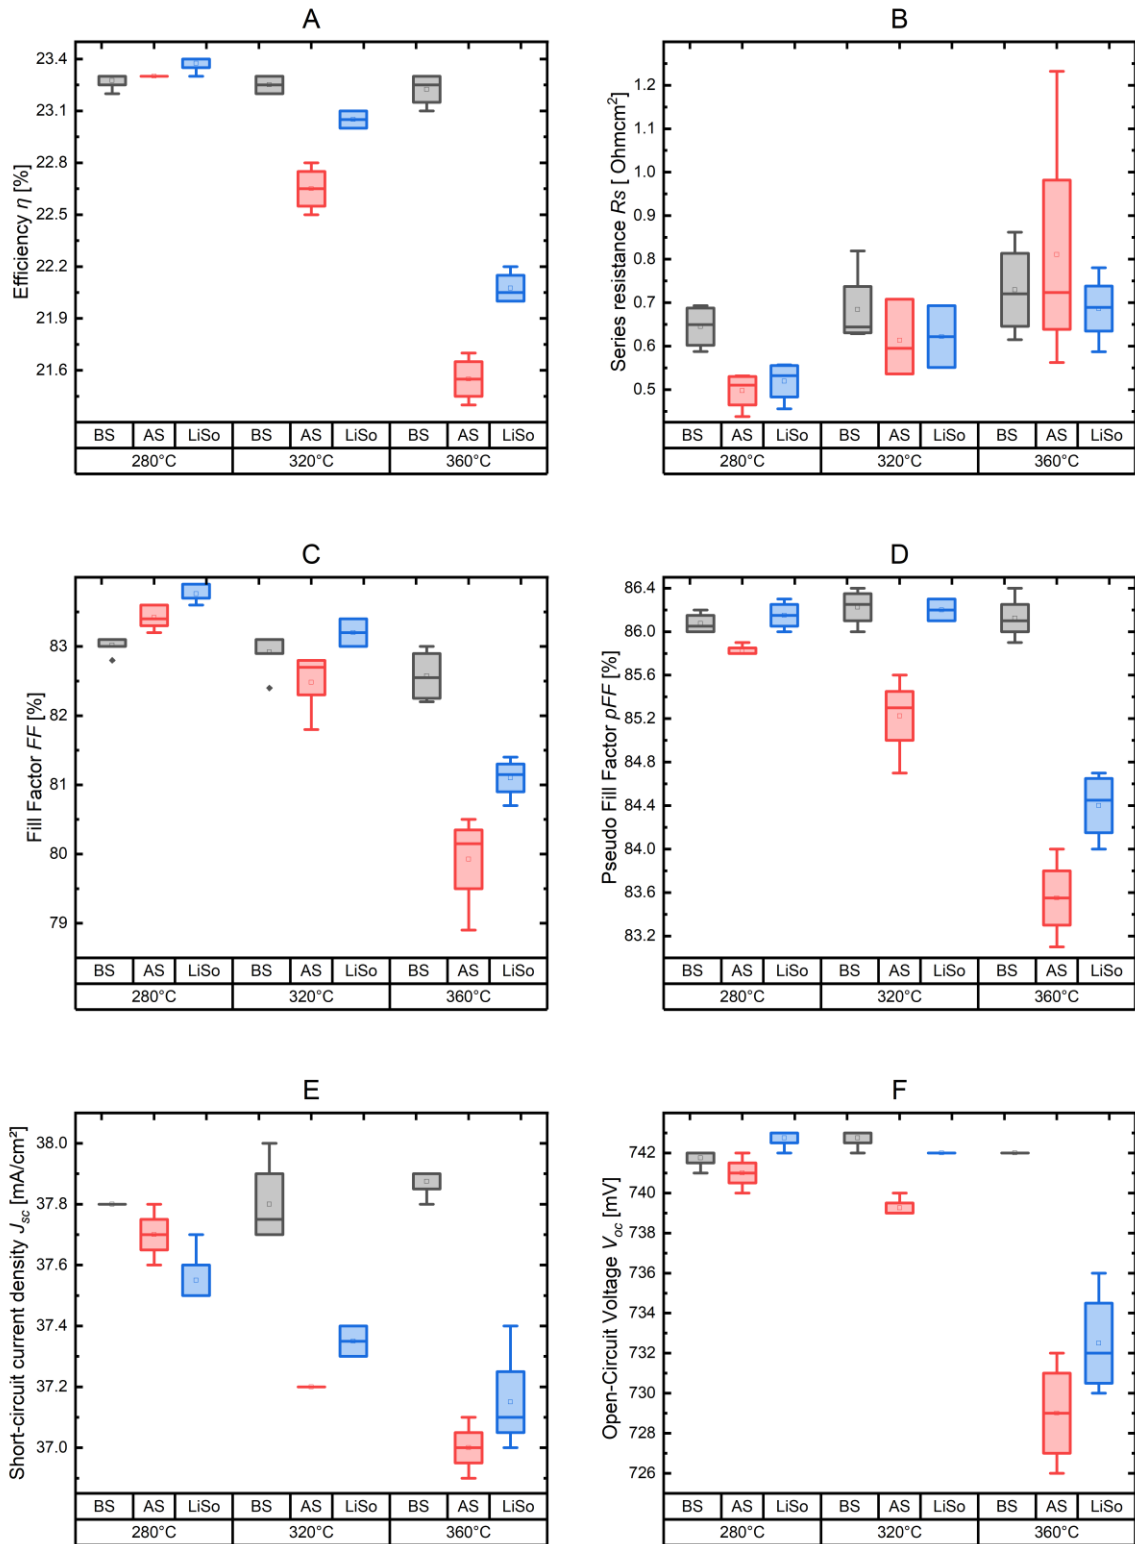 A
Efficiency η [%]
23.4
23.1
22.8
22.5
22.2
21.9
21.6
BS AS LiSo BS AS LiSo BS AS LiSo
280°C 320°C 360°C
B
Series resistance Rs [ Ohmcm²]
1.2
1.0
0.9
0.8
0.7
0.6
0.5
BS AS LiSo BS AS LiSo BS AS LiSo
280°C 320°C 360°C
C
Fill Factor FF [%]
83
82
81
80
79
BS AS LiSo BS AS LiSo BS AS LiSo
280°C 320°C 360°C
D
Pseudo Fill Factor pFF [%]
86.4
86.0
85.6
85.2
84.8
84.4
84.0
83.6
83.2
BS AS LiSo BS AS LiSo BS AS LiSo
280°C 320°C 360°C
E
Short-circuit current density Jsc [mA/cm²]
38.0
37.8
37.6
37.4
37.2
37.0
BS AS LiSo BS AS LiSo BS AS LiSo
280°C 320°C 360°C
F
Open-Circuit Voltage Voc [mV]
742
740
738
736
734
732
730
728
726
BS AS LiSo BS AS LiSo BS AS LiSo
280°C 320°C 360°C